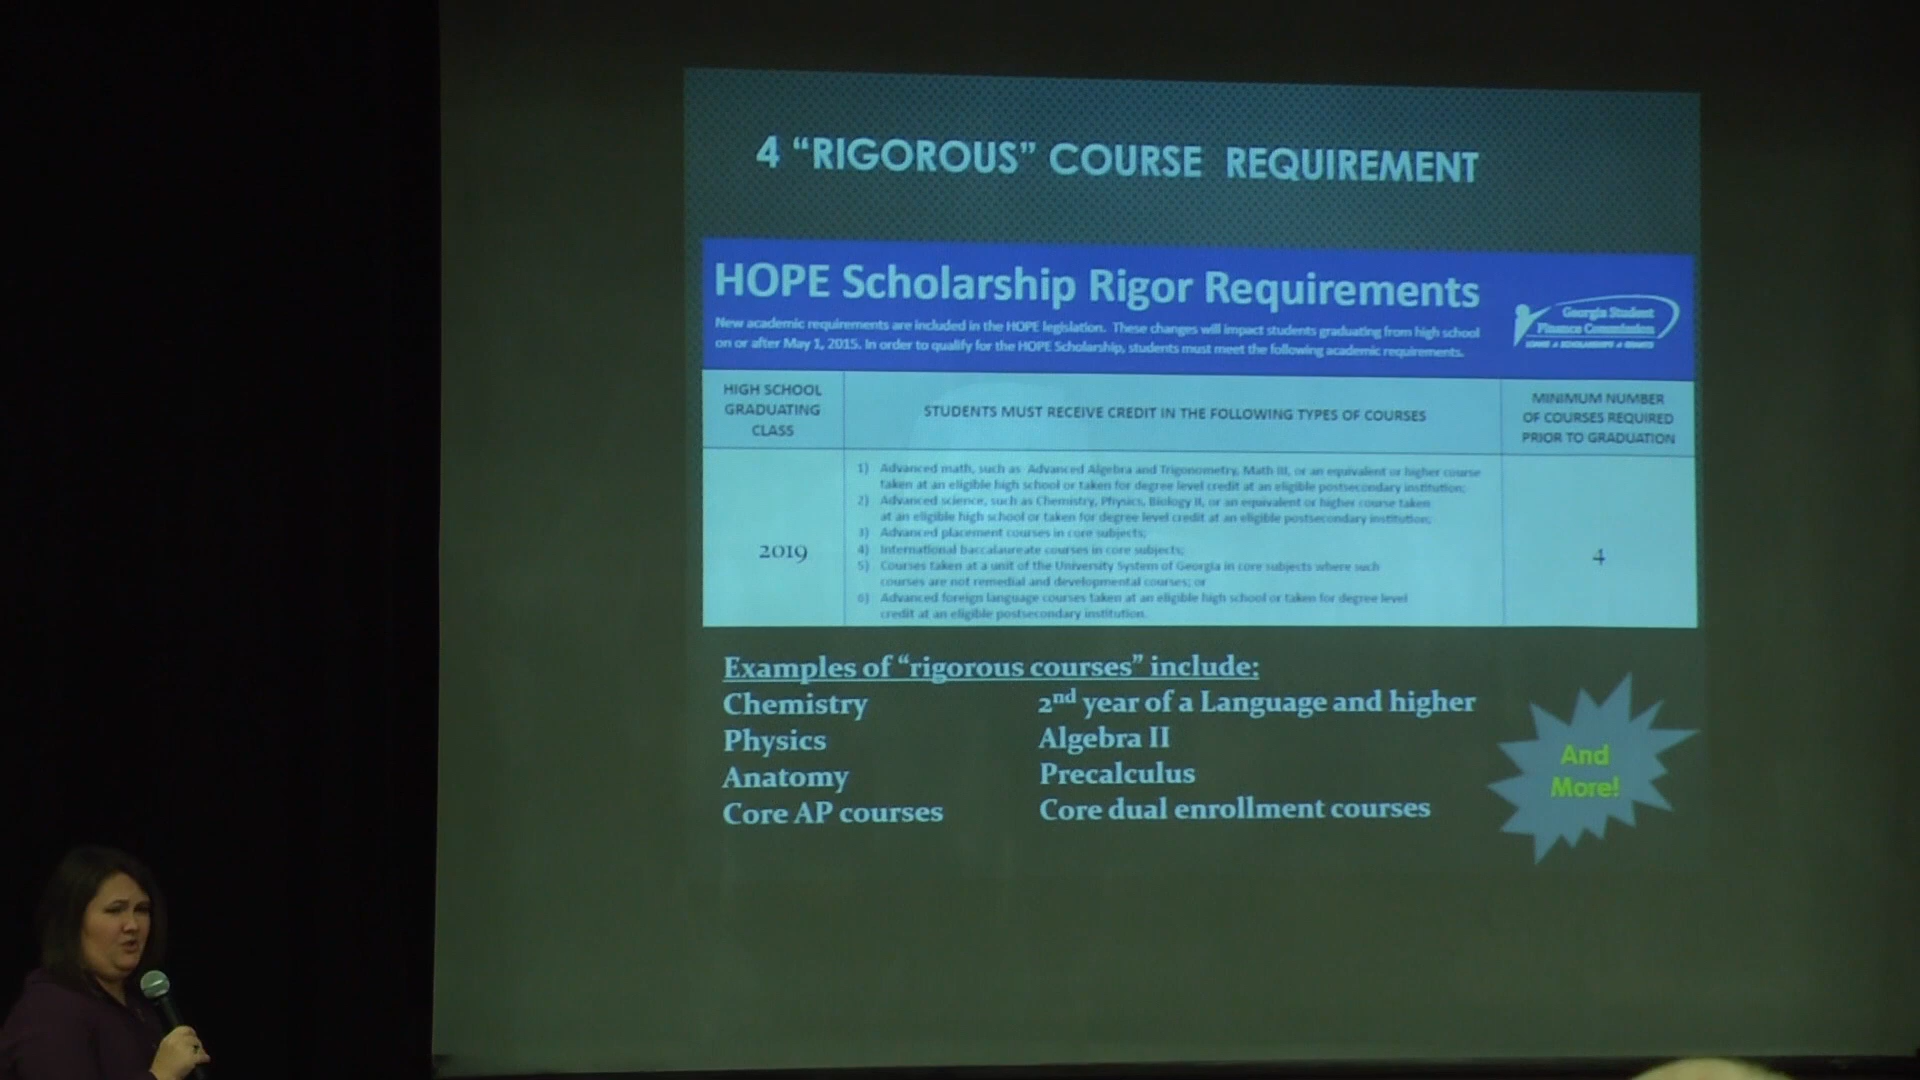 4 “RIGOROUS” COURSE REQUIREMENT
HOPE Scholarship Rigor Requirements
New academic requirements are included in the HOPE legislation. These changes will impact students graduating from high school
on or after May 1, 2015. In order to qualify for the HOPE Scholarship, students must meet the following academic requirements.
Georgia Student
Finance Commission
LOANS SCHOLARSHIPS GRANTS
HIGH SCHOOL
GRADUATING
CLASS
STUDENTS MUST RECEIVE CREDIT IN THE FOLLOWING TYPES OF COURSES
MINIMUM NUMBER
OF COURSES REQUIRED
PRIOR TO GRADUATION
2019
1) Advanced math, such as Advanced Algebra and Trigonometry, Math III, or an equivalent or higher course
taken at an eligible high school or taken for degree level credit at an eligible postsecondary institution;
2) Advanced science, such as Chemistry, Physics, Biology II, or an equivalent or higher course taken
at an eligible high school or taken for degree level credit at an eligible postsecondary institution;
3) Advanced placement courses in core subjects;
4) International baccalaureate courses in core subjects;
5) Courses taken at a unit of the University System of Georgia in core subjects where such
courses are not remedial and developmental courses; or
6) Advanced foreign language courses taken at an eligible high school or taken for degree level
credit at an eligible postsecondary institution.
4
Examples of “rigorous courses” include:
Chemistry
Physics
Anatomy
Core AP courses
2nd year of a Language and higher
Algebra II
Precalculus
Core dual enrollment courses
And
More!